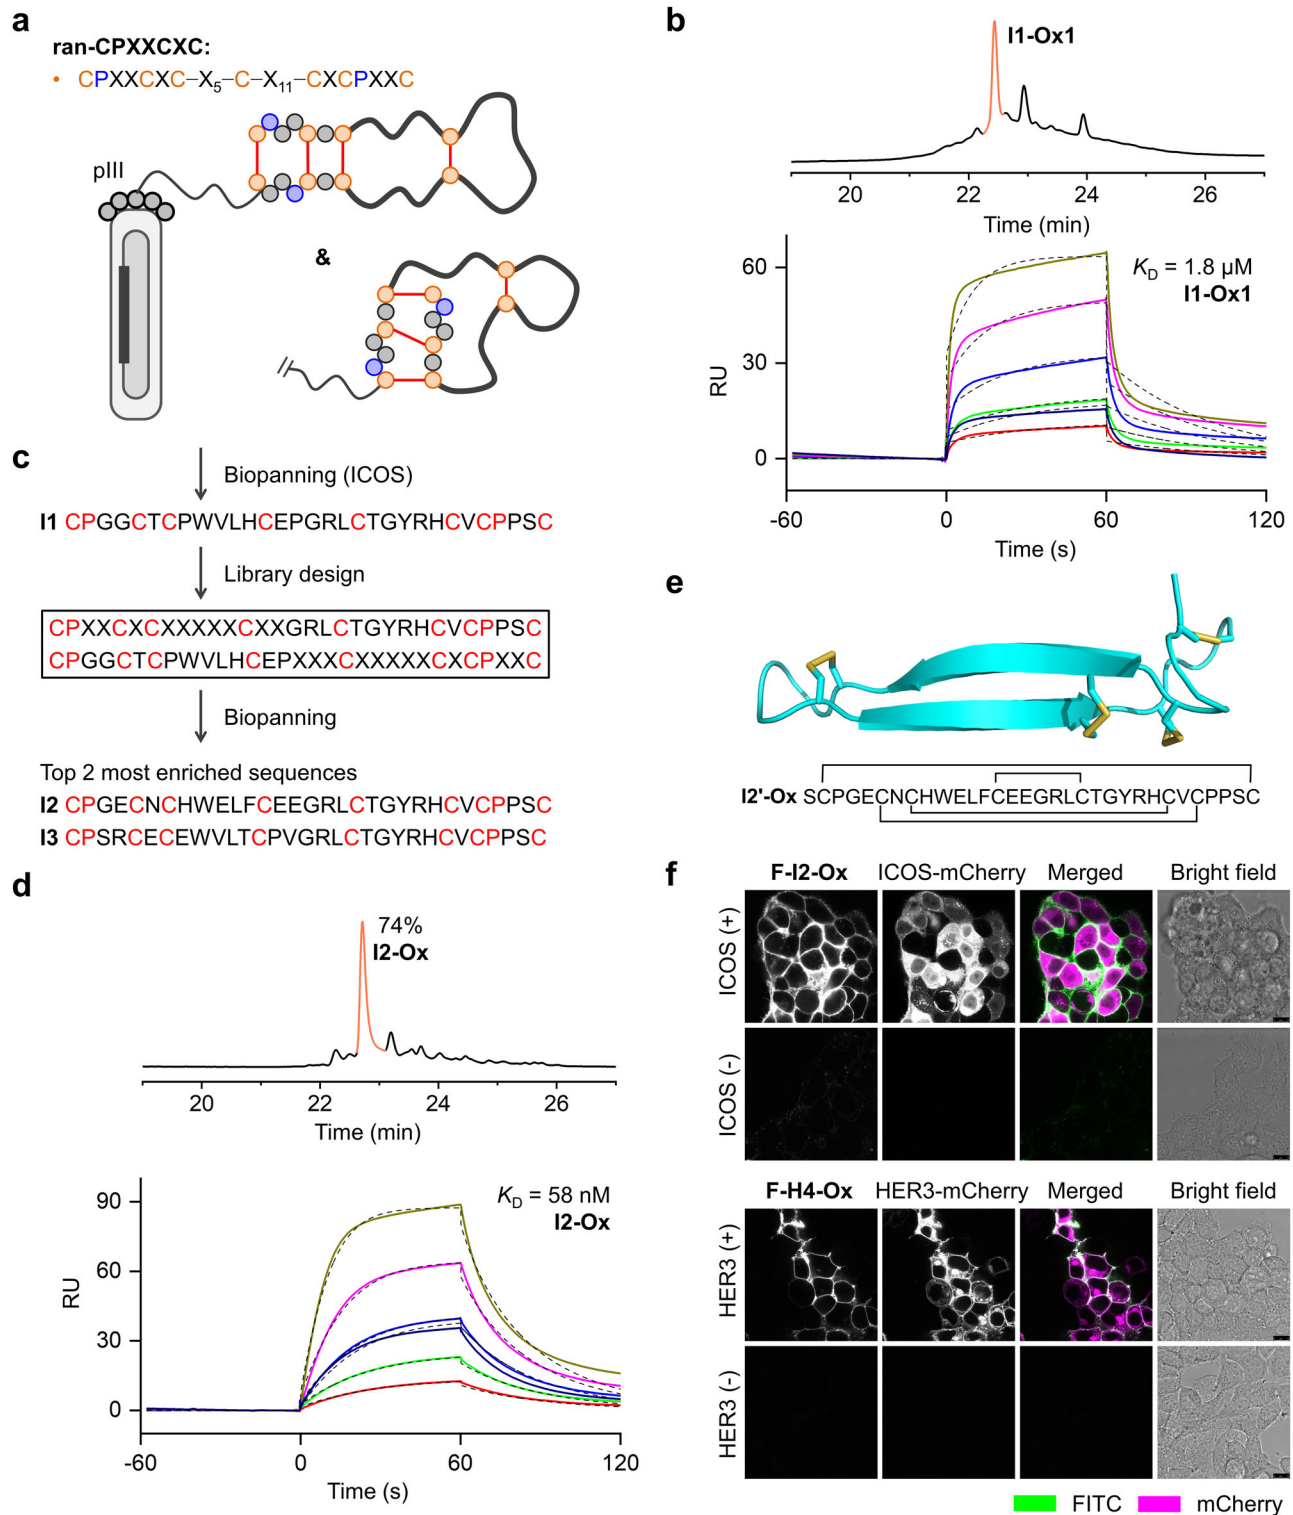 a
ran-CPXXCXC:
• CPXXCXC–X5–C–X11–CXCPXXC
pIII
&
b
I1-Ox1
20 22 24 26
Time (min)
KD = 1.8 µM
I1-Ox1
60
30
0
RU
-60 0 60 120
Time (s)
c
Biopanning (ICOS)
I1 CPGGCTCPWVLHCEPGRLCTGYRHCVCPPSC
Library design
CPXXCXCXXXXXCXXGRLCTGYRHCVCPPSC
CPGGCTCPWVLHCEPXXXCXXXXXCXCPXXC
Biopanning
Top 2 most enriched sequences
I2 CPGECNCHWELFCEEGRLCTGYRHCVCPPSC
I3 CPSRCECEWVLTCPVGRLCTGYRHCVCPPSC
d
74%
I2-Ox
20 22 24 26
Time (min)
KD = 58 nM
I2-Ox
90
60
30
0
RU
-60 0 60 120
Time (s)
e
I2'-Ox SCPGECNCHWELFCEEGRLCTGYRHCVCPPSC
f
F-I2-Ox ICOS-mCherry Merged Bright field
ICOS (+)
ICOS (-)
F-H4-Ox HER3-mCherry Merged Bright field
HER3 (+)
HER3 (-)
FITC mCherry